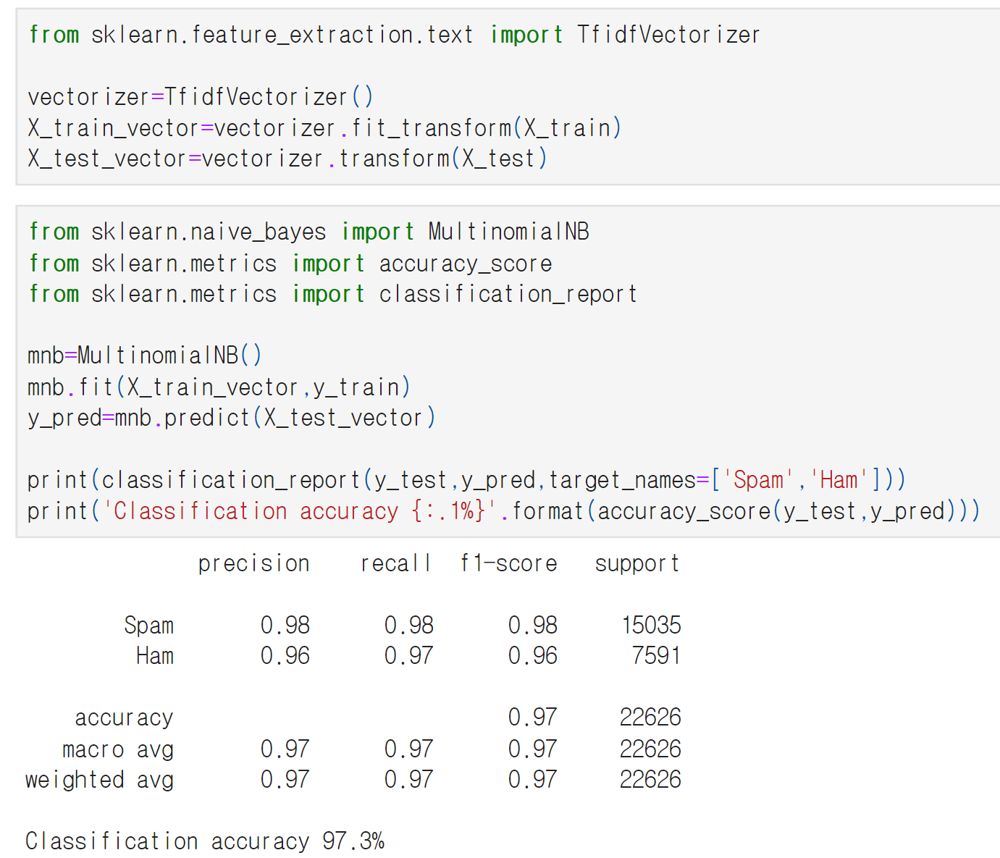 from sklearn.feature_extraction.text import TfidfVectorizer
vectorizer=TfidfVectorizer()
X_train_vector=vectorizer.fit_transform(X_train)
X_test_vector=vectorizer.transform(X_test)
from sklearn.naive_bayes import MultinomialNB
from sklearn.metrics import accuracy_score
from sklearn.metrics import classification_report
mnb=MultinomialNB()
mnb.fit(X_train_vector,y_train)
y_pred=mnb.predict(X_test_vector)
print(classification_report(y_test,y_pred,target_names=['Spam','Ham']))
print('Classification accuracy {:.1%}'.format(accuracy_score(y_test,y_pred)))
precision recall f1-score support
Spam 0.98 0.98 0.98 15035
Ham 0.96 0.97 0.96 7591
accuracy 0.97 22626
macro avg 0.97 0.97 0.97 22626
weighted avg 0.97 0.97 0.97 22626
Classification accuracy 97.3%